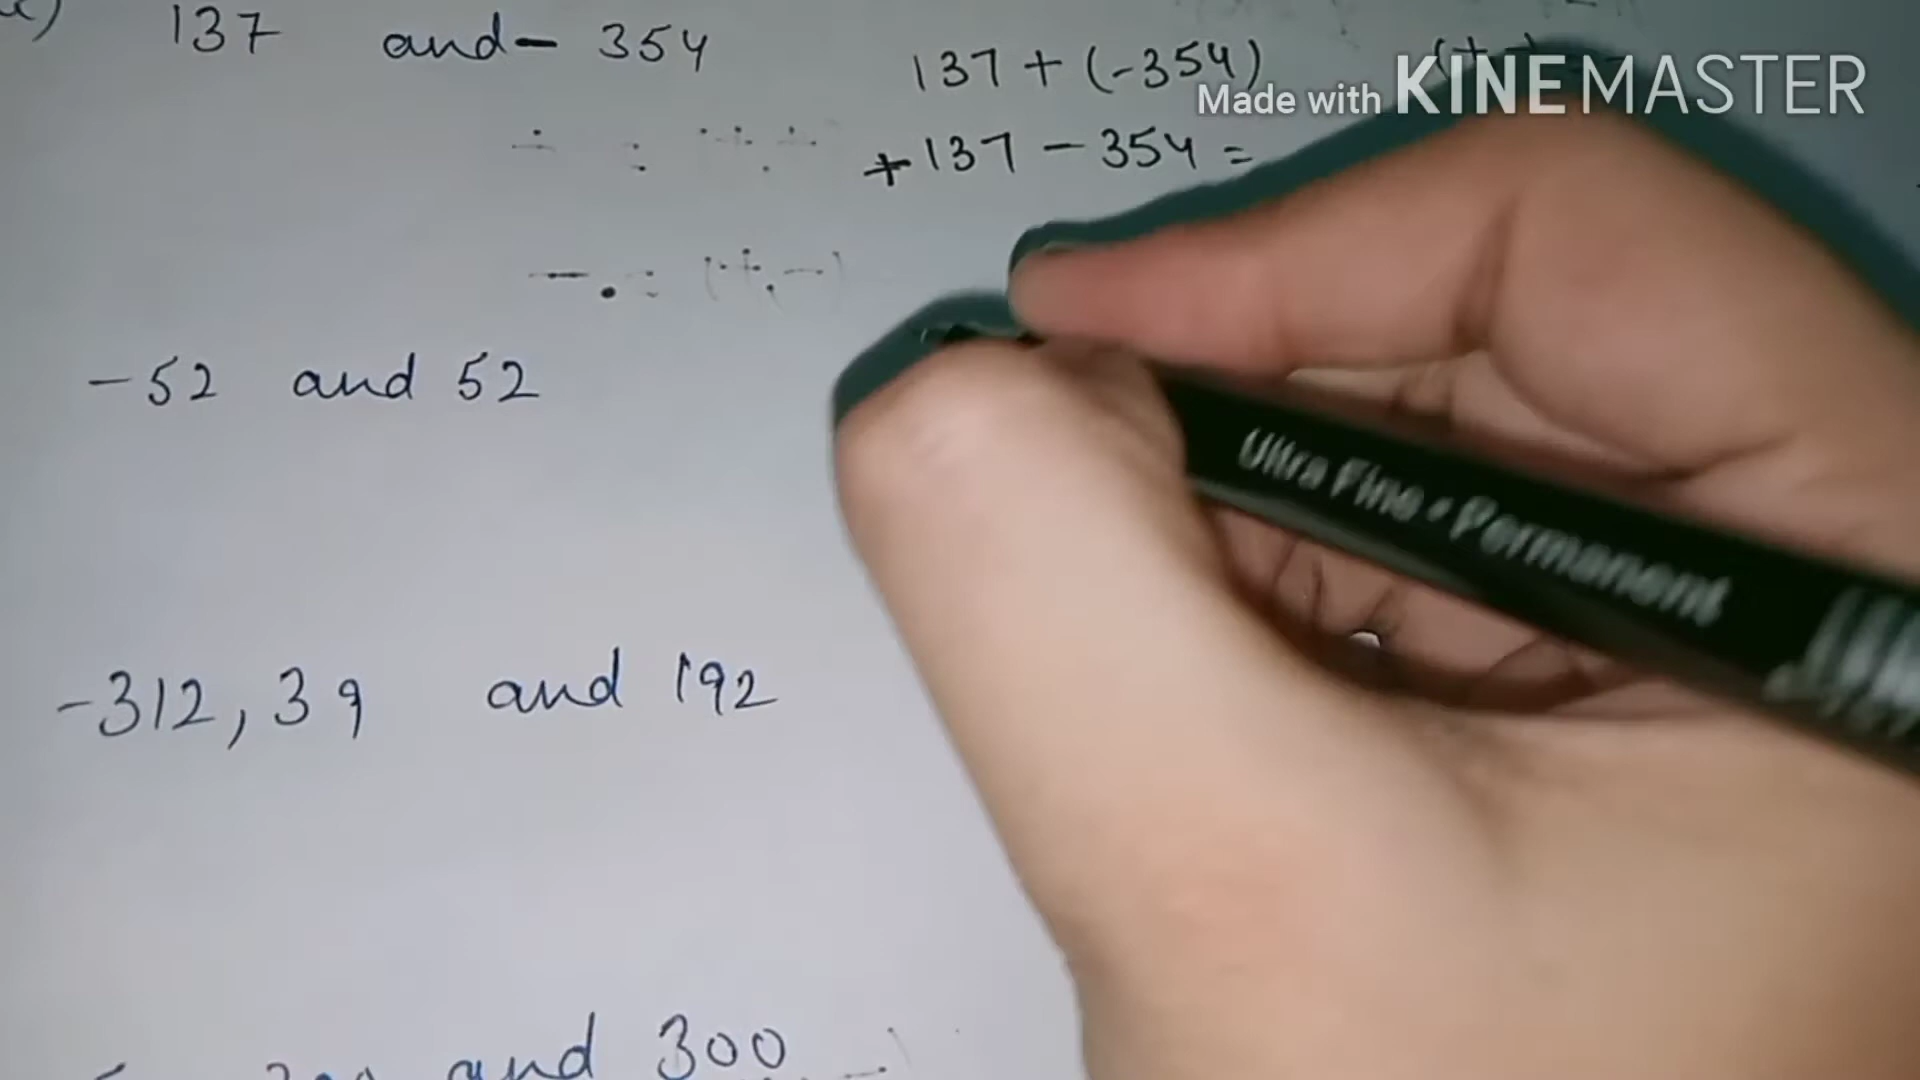 137 and - 354
137 + (-354)
Made with KINEMASTER
+137 - 354 =
-52 and 52
Ultra Fine • Permanent
-312, 39 and 192
and 300